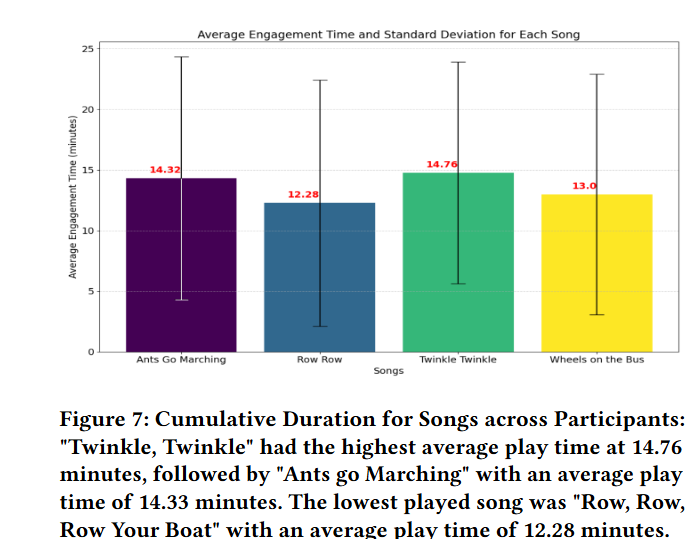 Average Engagement Time and Standard Deviation for Each Song
Average Engagement Time (minutes)
25
20
15
10
5
0
14.32
12.28
14.76
13.0
Ants Go Marching
Row Row
Twinkle Twinkle
Wheels on the Bus
Songs
Figure 7: Cumulative Duration for Songs across Participants:
"Twinkle, Twinkle" had the highest average play time at 14.76
minutes, followed by "Ants go Marching" with an average play
time of 14.33 minutes. The lowest played song was "Row, Row,
Row Your Boat" with an average play time of 12.28 minutes.